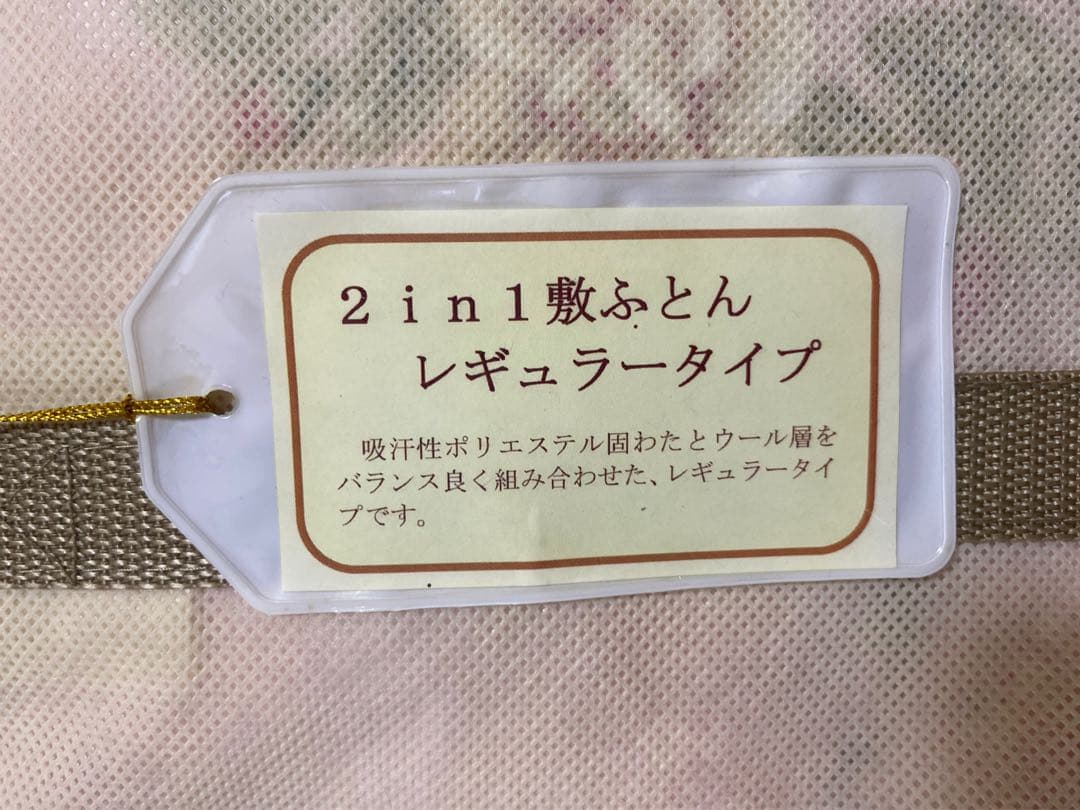 ２ｉｎ１敷ふとん
レギュラータイプ
吸汗性ポリエステル固わたとウール層を
バランス良く組み合わせた、レギュラータイ
プです。